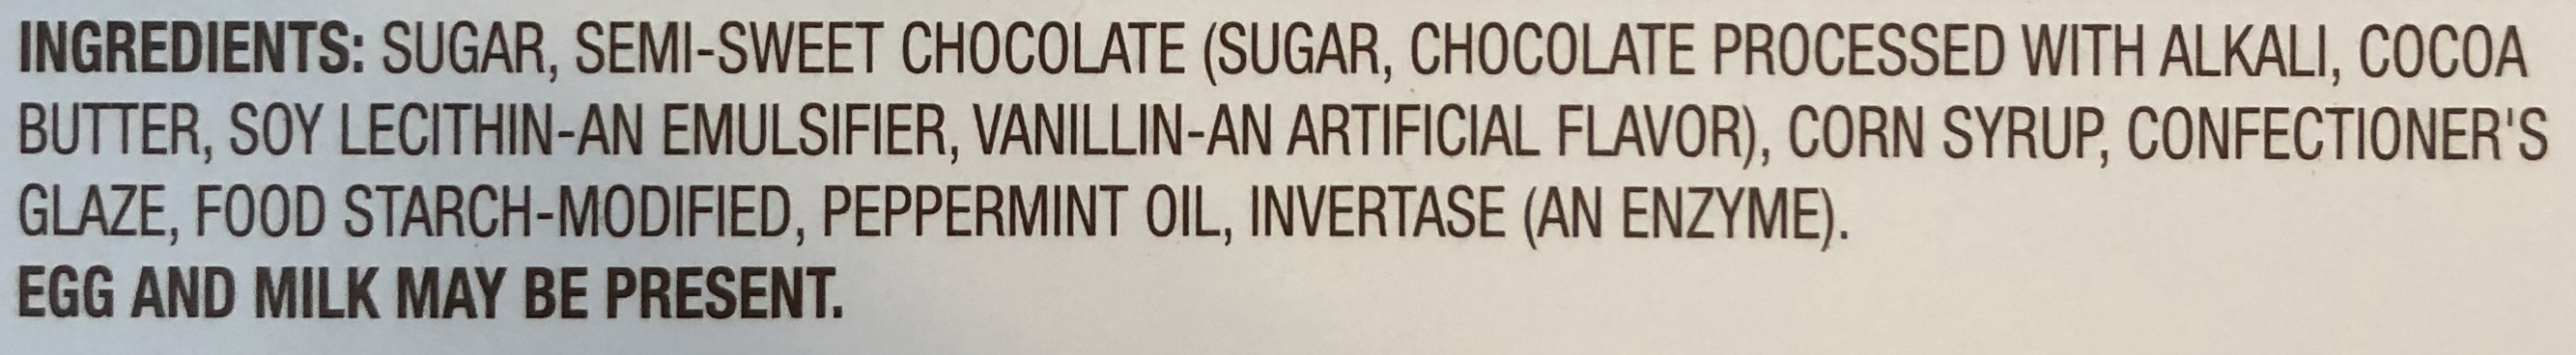 INGREDIENTS: SUGAR, SEMI-SWEET CHOCOLATE (SUGAR, CHOCOLATE PROCESSED WITH ALKALI, COCOA
BUTTER, SOY LECITHIN-AN EMULSIFIER, VANILLIN-AN ARTIFICIAL FLAVOR), CORN SYRUP, CONFECTIONER'S
GLAZE, FOOD STARCH-MODIFIED, PEPPERMINT OIL, INVERTASE (AN ENZYME).
EGG AND MILK MAY BE PRESENT.